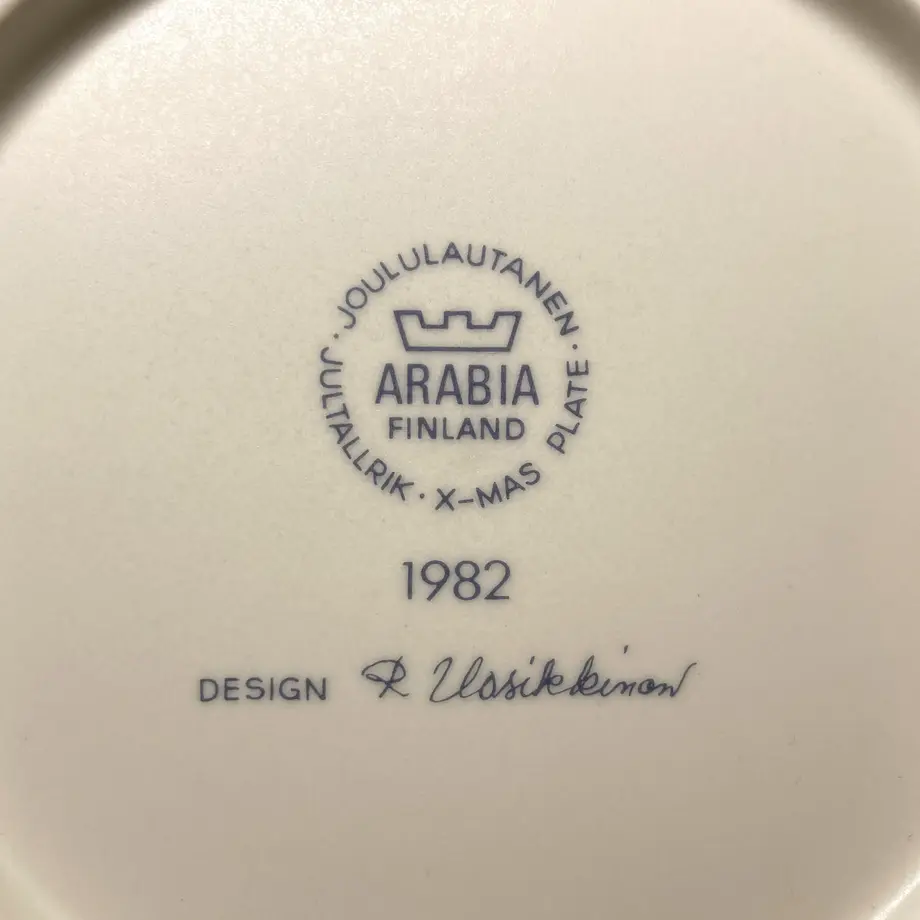 JOULULAUTANEN · X-MAS PLATE · JULTALLRIK ·
ARABIA
FINLAND
1982
DESIGN R Uosikkinen